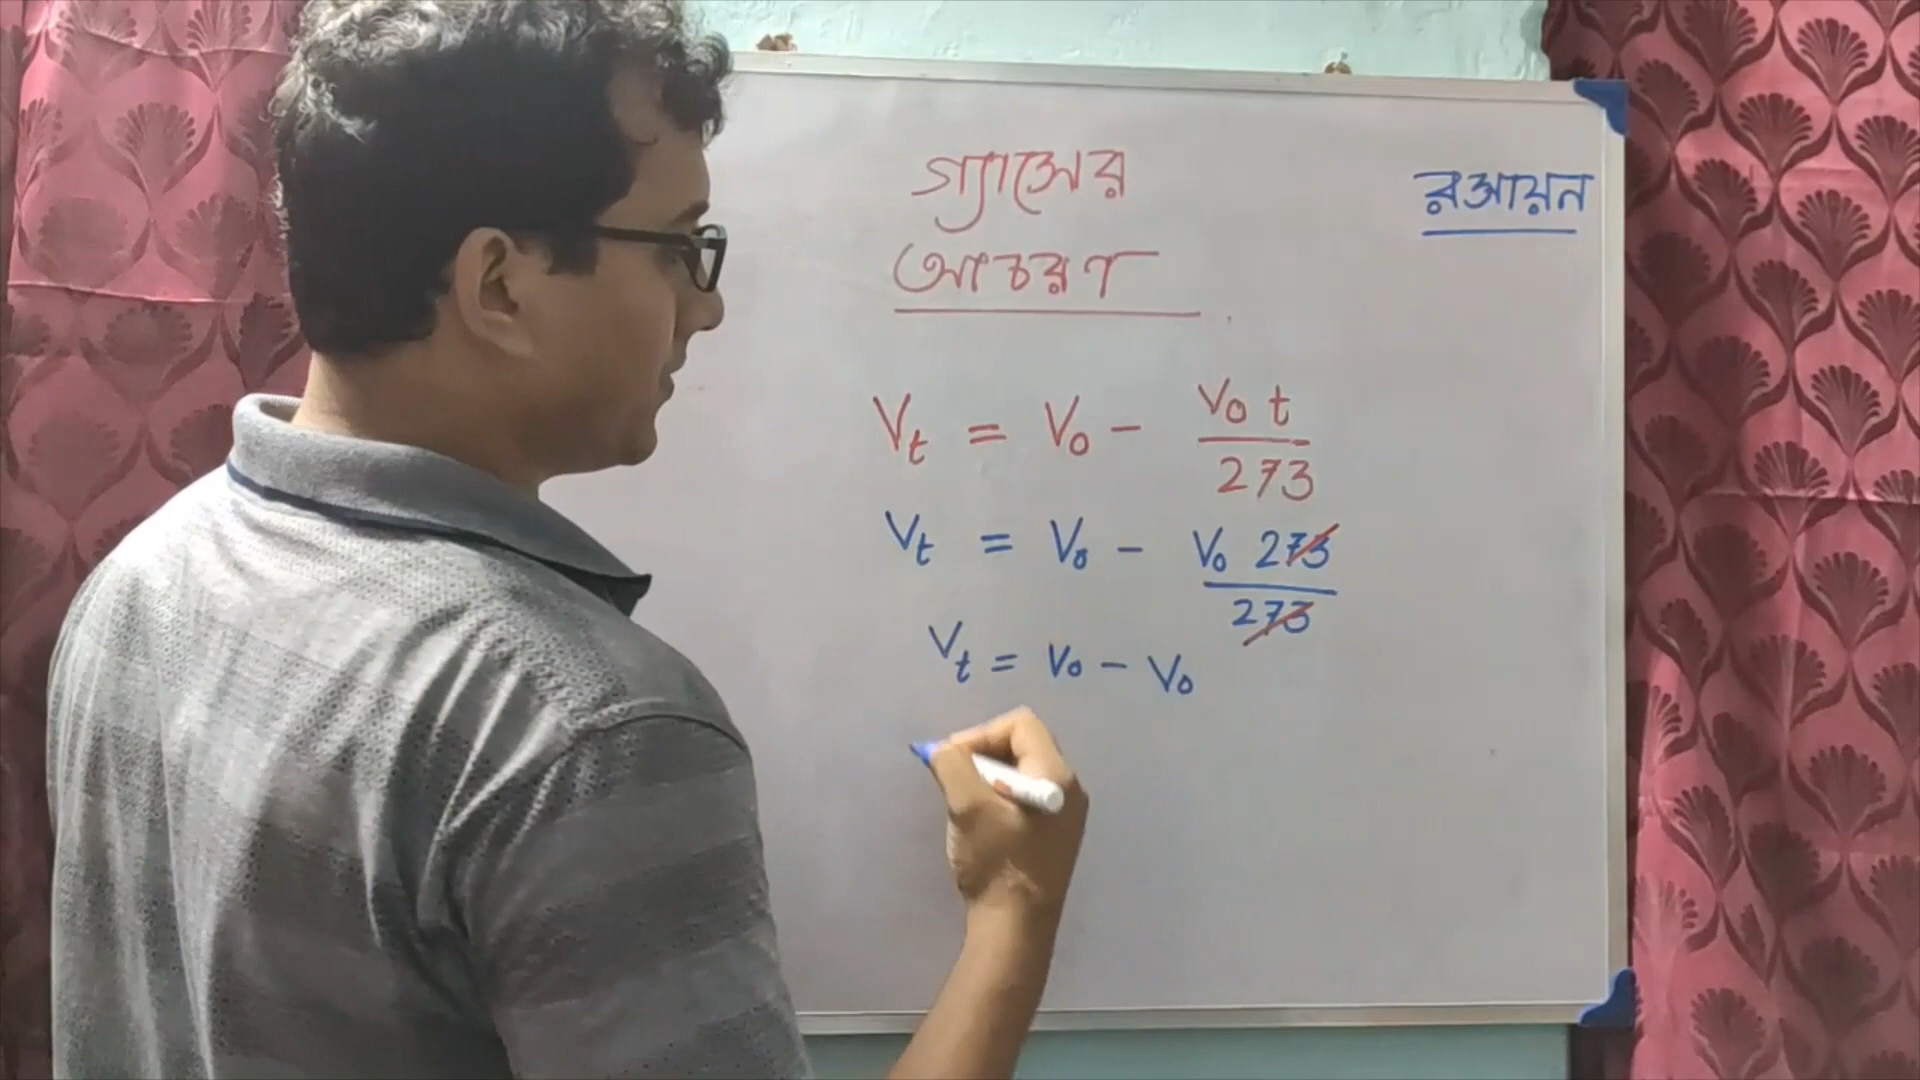 গ্যাসের
আচরণ
রসায়ন
Vt = V0 - V0 t / 273
Vt = V0 - V0 273 / 273
Vt = V0 - V0